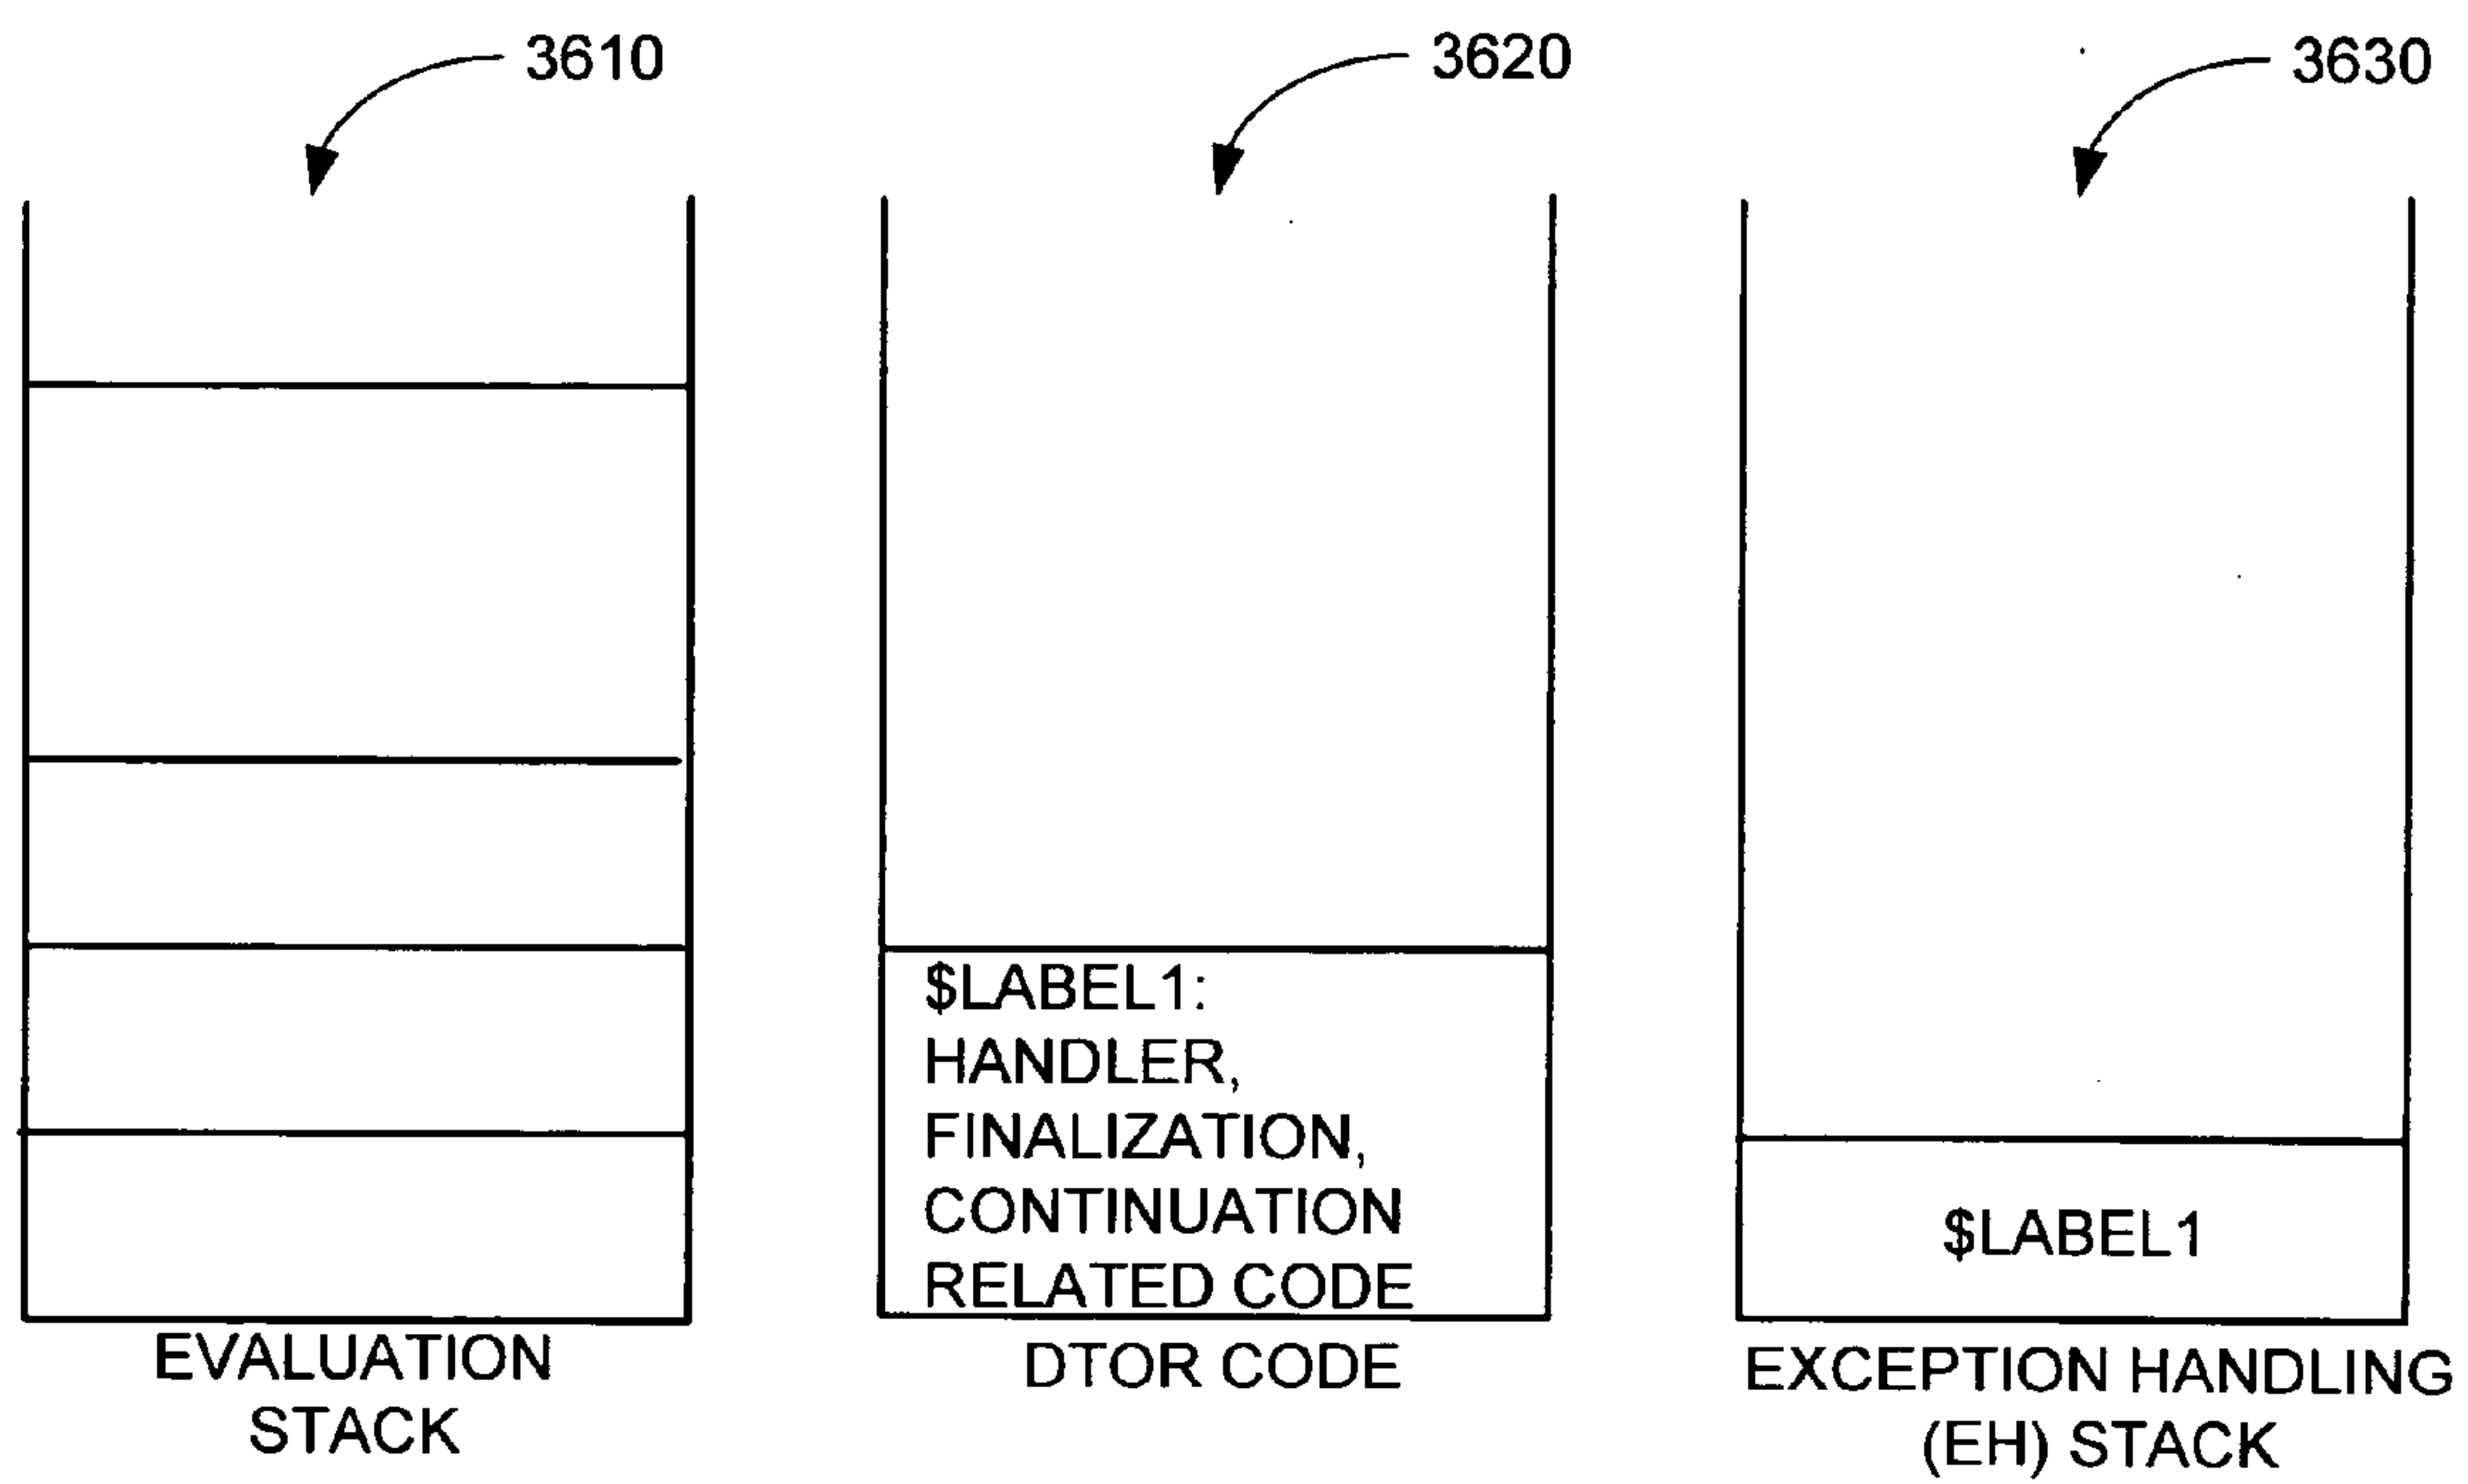 3610
3620
3630
$LABEL1:
HANDLER,
FINALIZATION,
CONTINUATION
RELATED CODE
$LABEL1
EVALUATION
STACK
DTOR CODE
EXCEPTION HANDLING
(EH) STACK